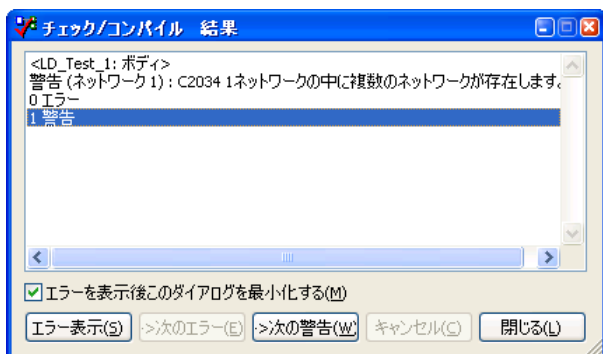 チェック/コンパイル 結果
<LD_Test_1: ボディ>
警告 (ネットワーク 1) : C2034 1ネットワークの中に複数のネットワークが存在します。
0 エラー
1 警告
エラーを表示後このダイアログを最小化する(M)
エラー表示(S) ->次のエラー(E) ->次の警告(W) キャンセル(C) 閉じる(L)